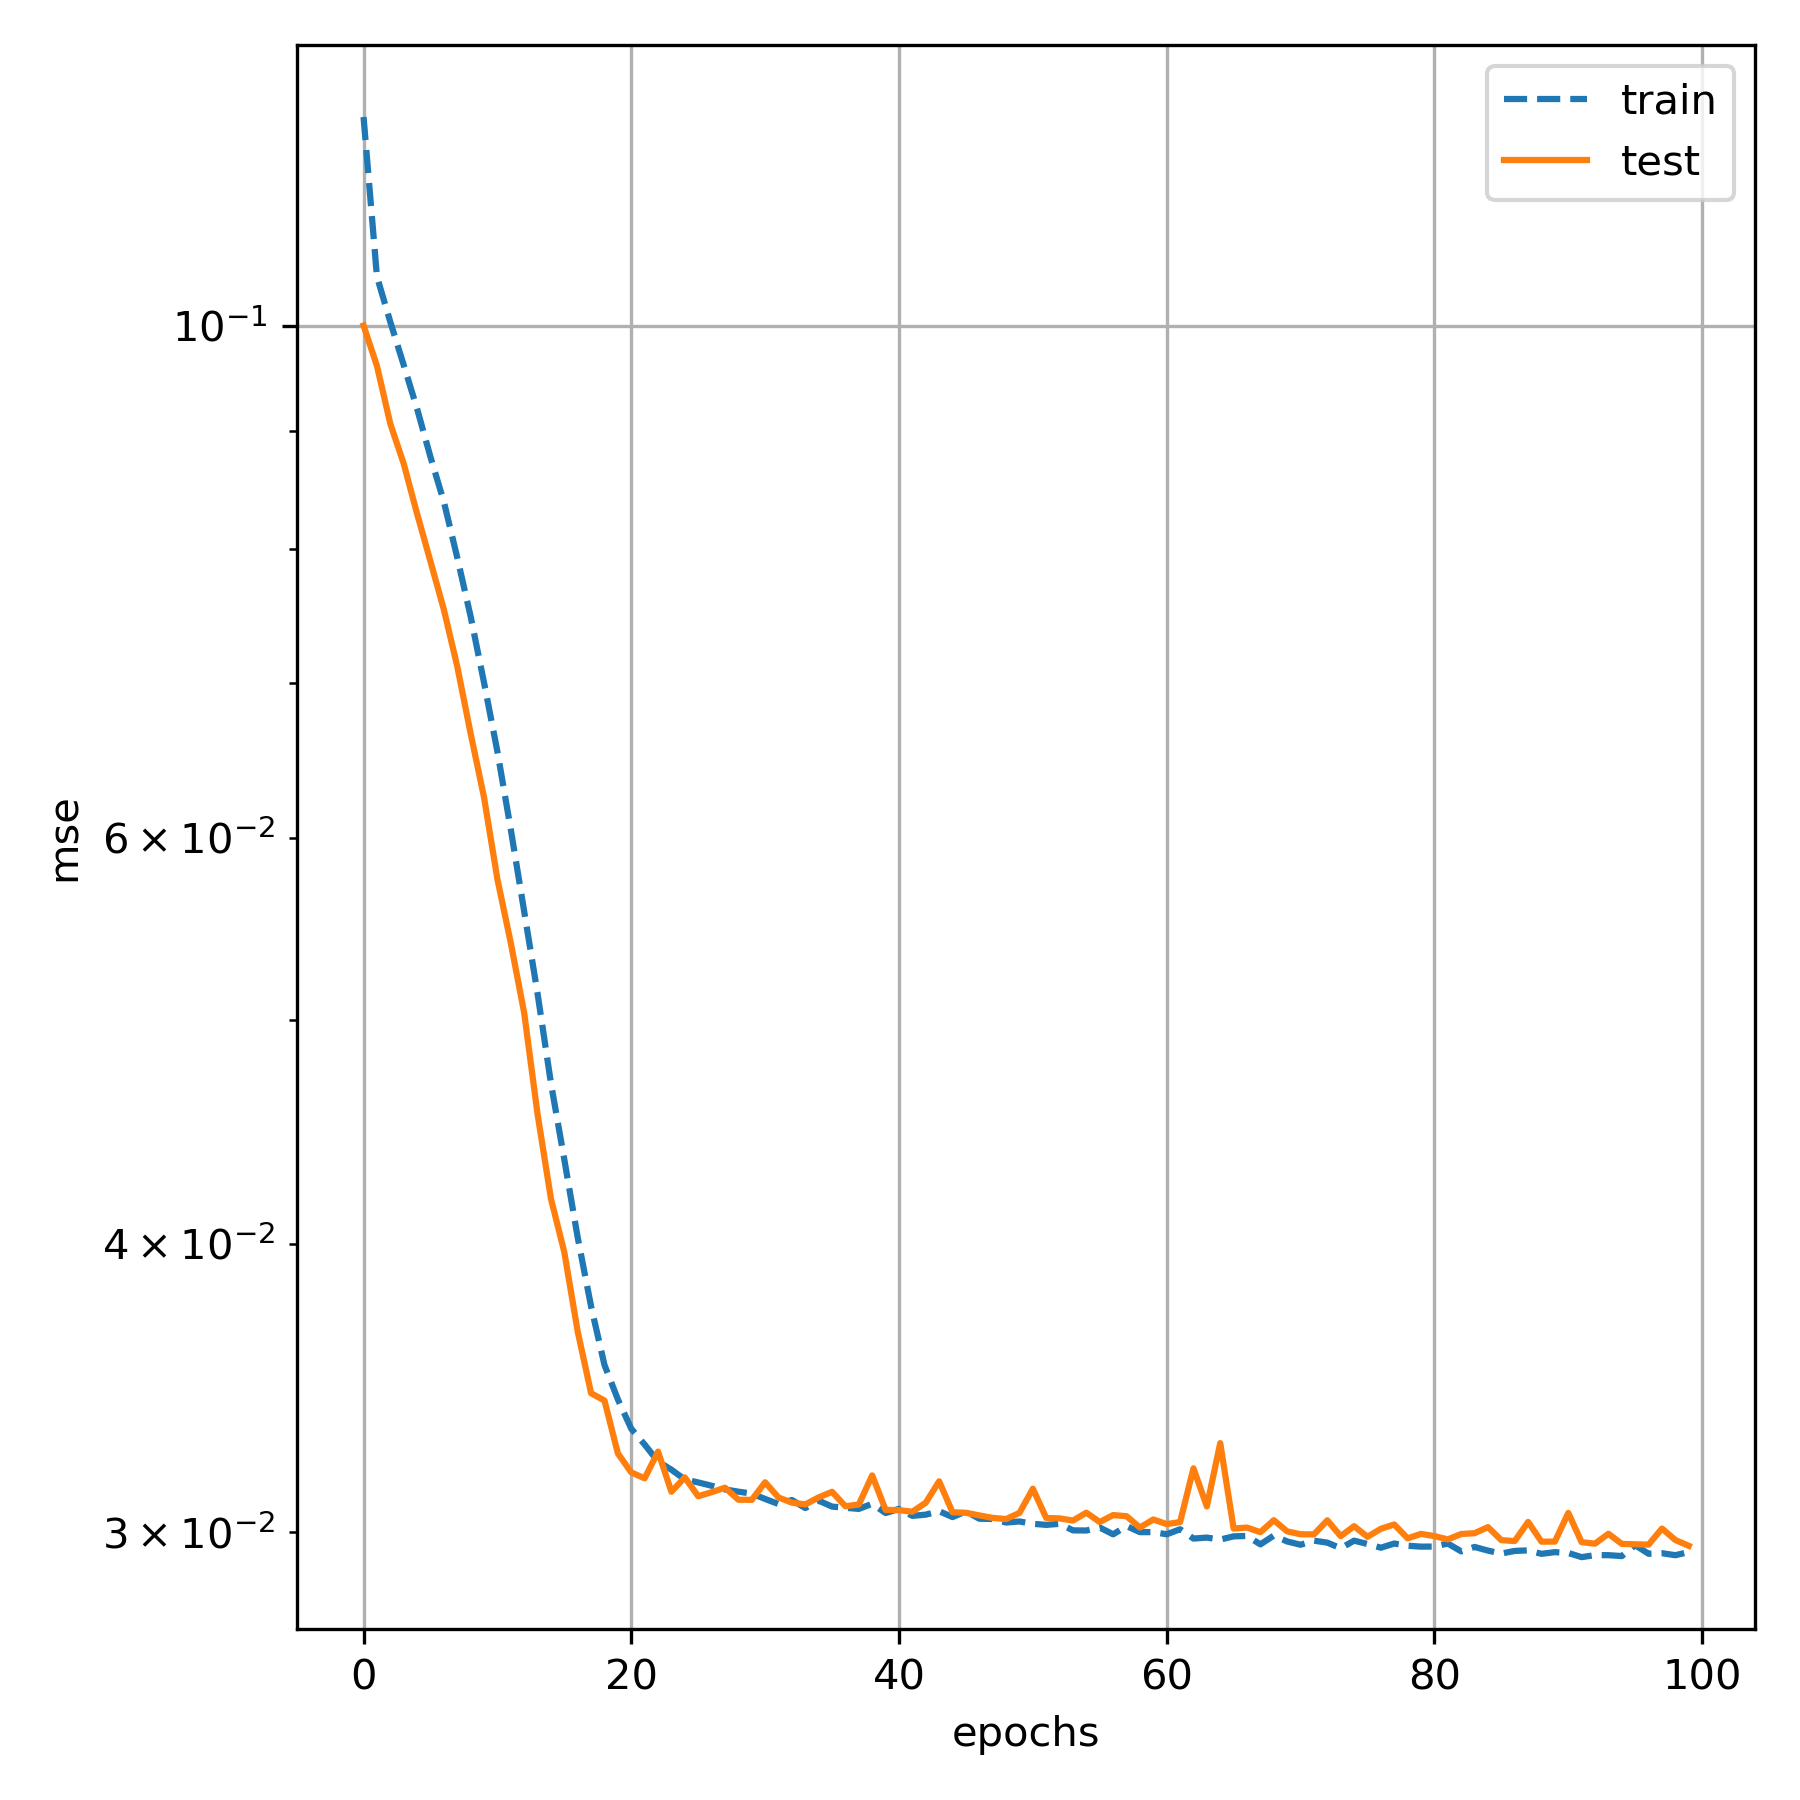 train
test
10⁻¹
6 × 10⁻²
4 × 10⁻²
3 × 10⁻²
mse
0 20 40 60 80 100
epochs